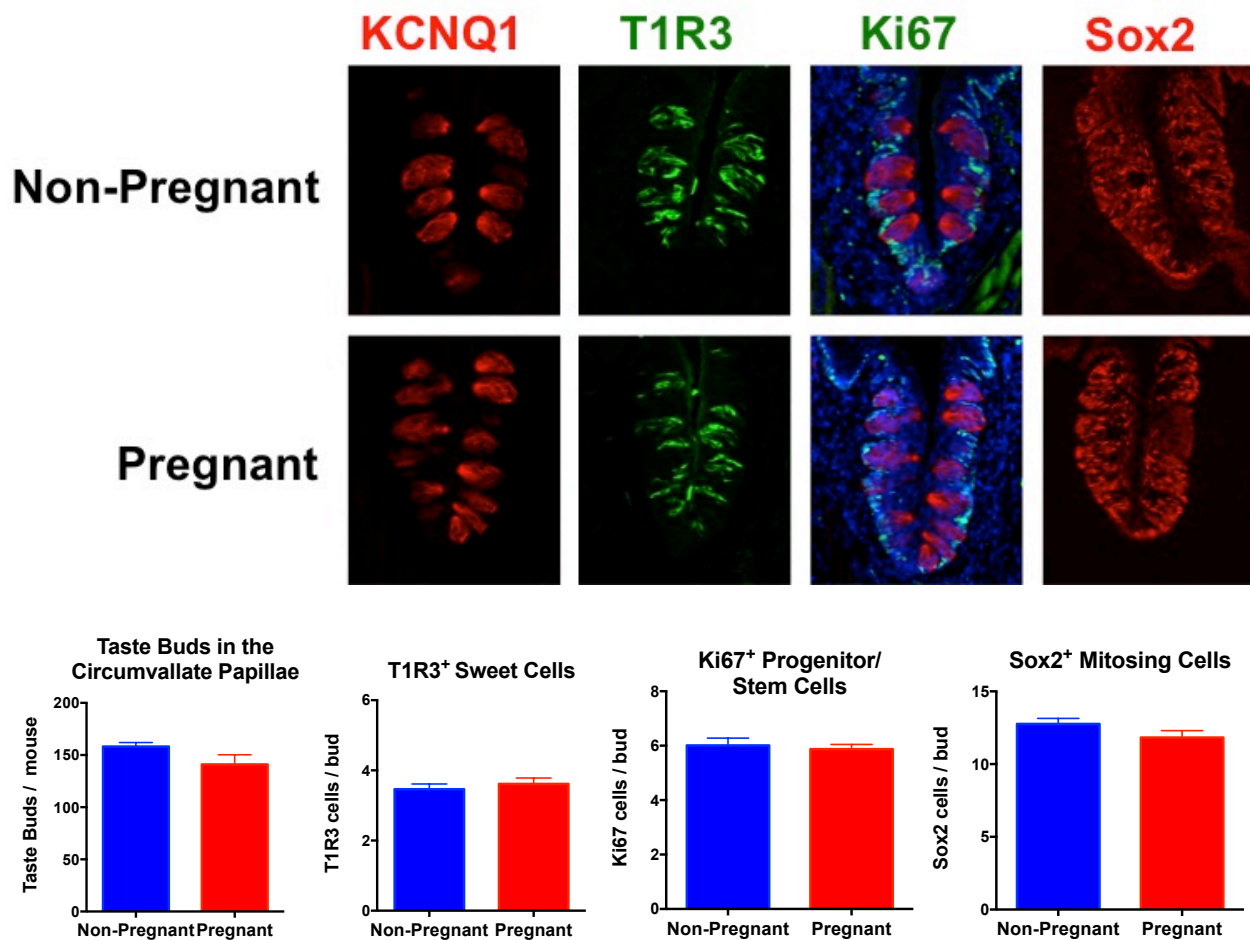 KCNQ1 T1R3 Ki67 Sox2
Non-Pregnant
Pregnant
Taste Buds in the
Circumvallate Papillae
Taste Buds / mouse
200
150
100
50
0
Non-Pregnant Pregnant
T1R3+ Sweet Cells
T1R3 cells / bud
6
4
2
0
Non-Pregnant Pregnant
Ki67+ Progenitor/
Stem Cells
Ki67 cells / bud
8
6
4
2
0
Non-Pregnant Pregnant
Sox2+ Mitosing Cells
Sox2 cells / bud
15
10
5
0
Non-Pregnant Pregnant